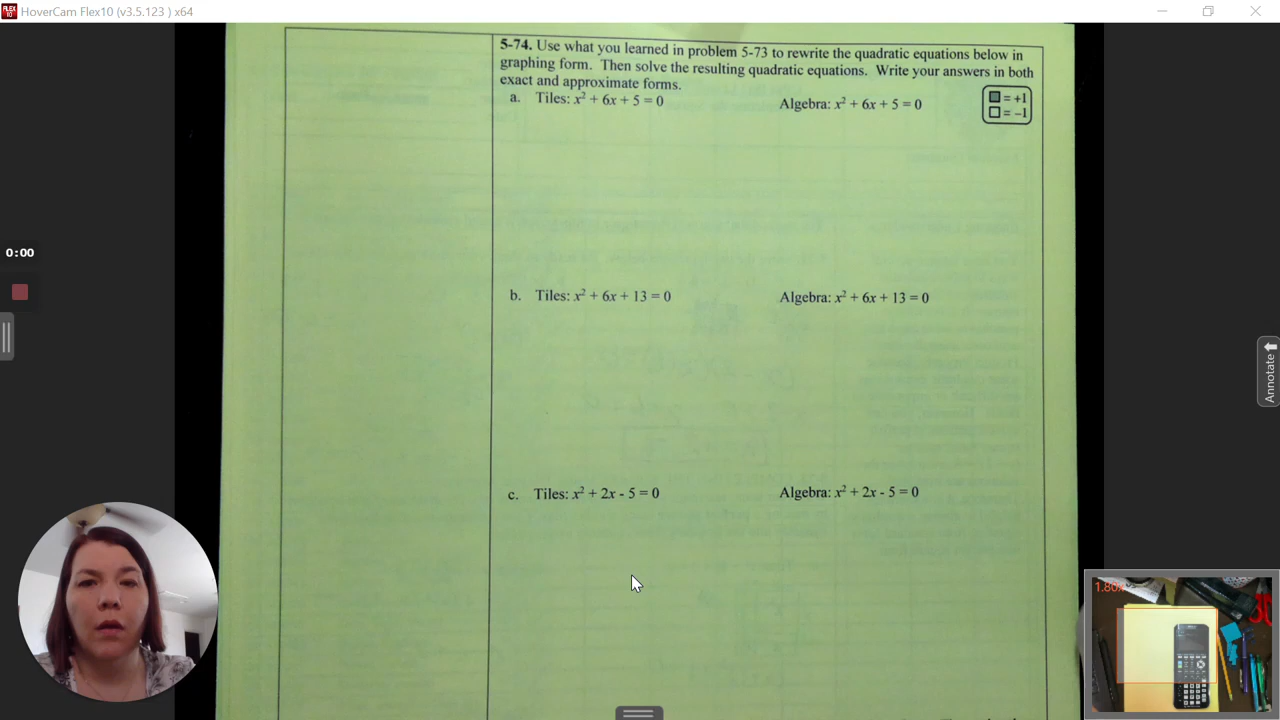 HoverCam Flex10 (v3.5.123 ) x64
5-74. Use what you learned in problem 5-73 to rewrite the quadratic equations below in
graphing form. Then solve the resulting quadratic equations. Write your answers in both
exact and approximate forms.
a. Tiles: x² + 6x + 5 = 0
Algebra: x² + 6x + 5 = 0
= +1
= −1
0:00
b. Tiles: x² + 6x + 13 = 0
Algebra: x² + 6x + 13 = 0
Annotate
c. Tiles: x² + 2x - 5 = 0
Algebra: x² + 2x - 5 = 0
1.80x